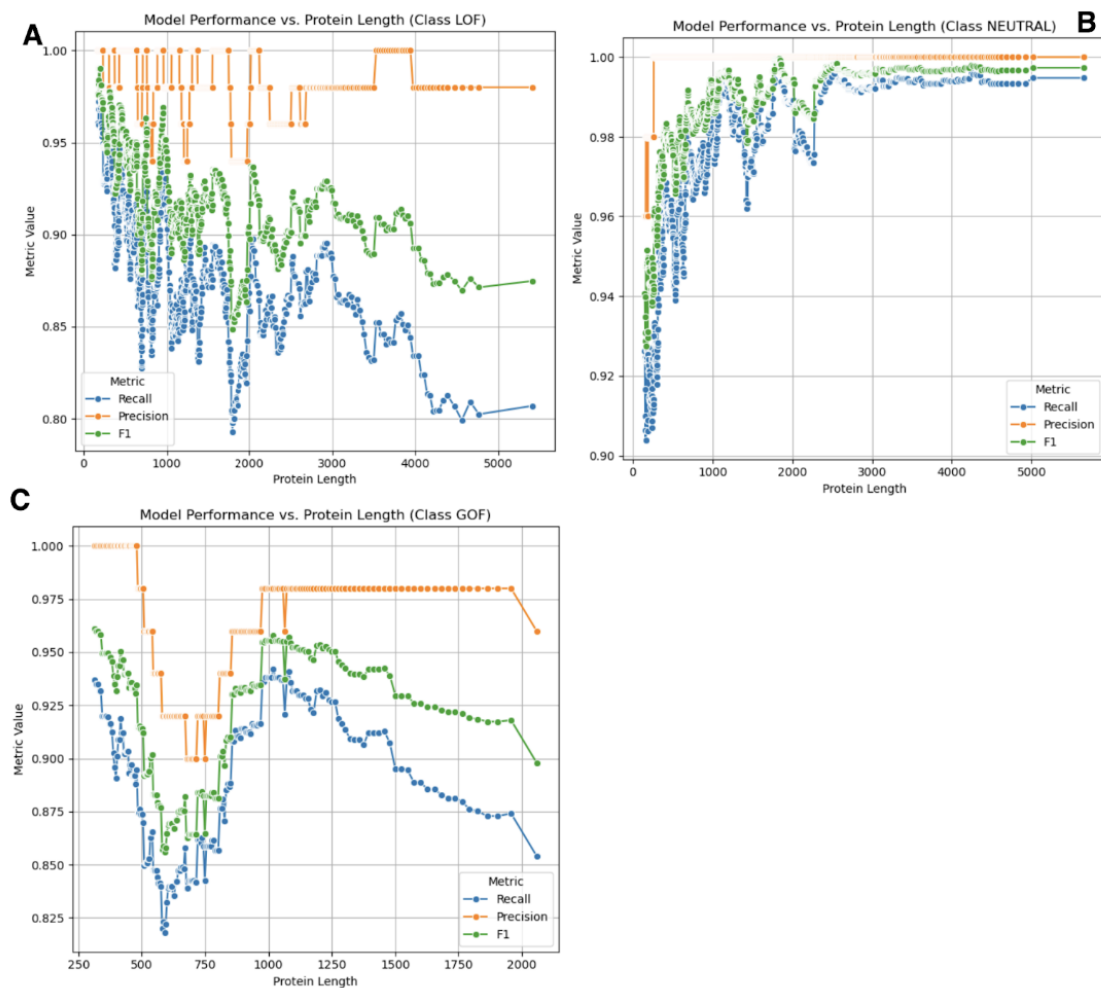 A
Model Performance vs. Protein Length (Class LOF)
1.00
0.95
0.90
0.85
0.80
Metric Value
0
1000
2000
3000
4000
5000
Protein Length
Metric
Recall
Precision
F1
B
Model Performance vs. Protein Length (Class NEUTRAL)
1.00
0.98
0.96
0.94
0.92
0.90
Metric Value
0
1000
2000
3000
4000
5000
Protein Length
Metric
Recall
Precision
F1
C
Model Performance vs. Protein Length (Class GOF)
1.000
0.975
0.950
0.925
0.900
0.875
0.850
0.825
Metric Value
250
500
750
1000
1250
1500
1750
2000
Protein Length
Metric
Recall
Precision
F1